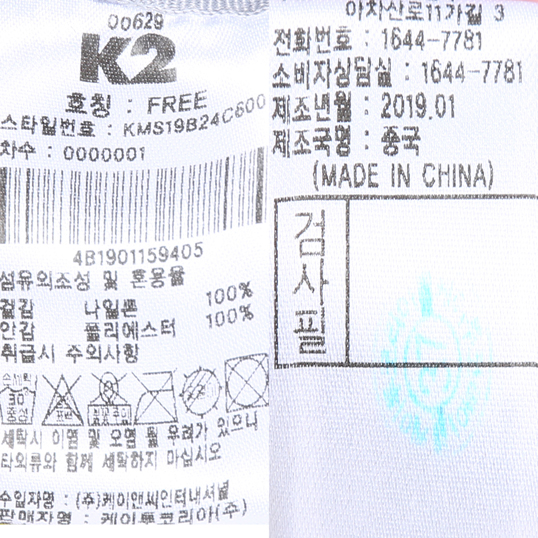 00629
K2
호칭 : FREE
스타일번호 : KMS19B24C600
차수 : 0000001
4B1901159405
섬유의조성 및 혼용율
겉감 나일론 100%
안감 폴리에스터 100%
취급시 주의사항
손세탁
30
중성
세탁시 이염 및 오염 될 우려가 있으니
타의류와 함께 세탁하지 마십시오
수입자명 : (주)케이앤씨인터내셔널
판매자명 : 케이투코리아(주)
아차산로11가길 3
전화번호 : 1644-7781
소비자상담실 : 1644-7781
제조년월 : 2019.01
제조국명 : 중국
(MADE IN CHINA)
검사필